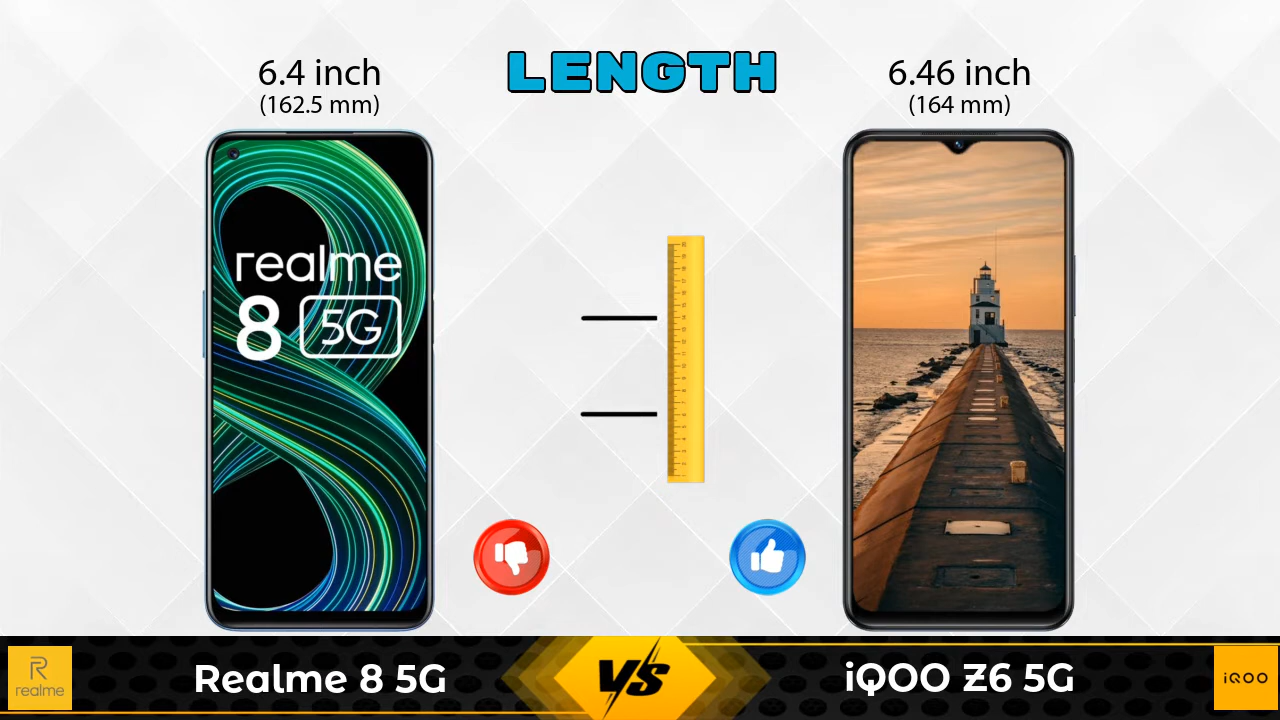 LENGTH
6.4 inch
(162.5 mm)
6.46 inch
(164 mm)
realme
8 5G
Realme 8 5G
VS
iQOO Z6 5G
R
realme
iQOO